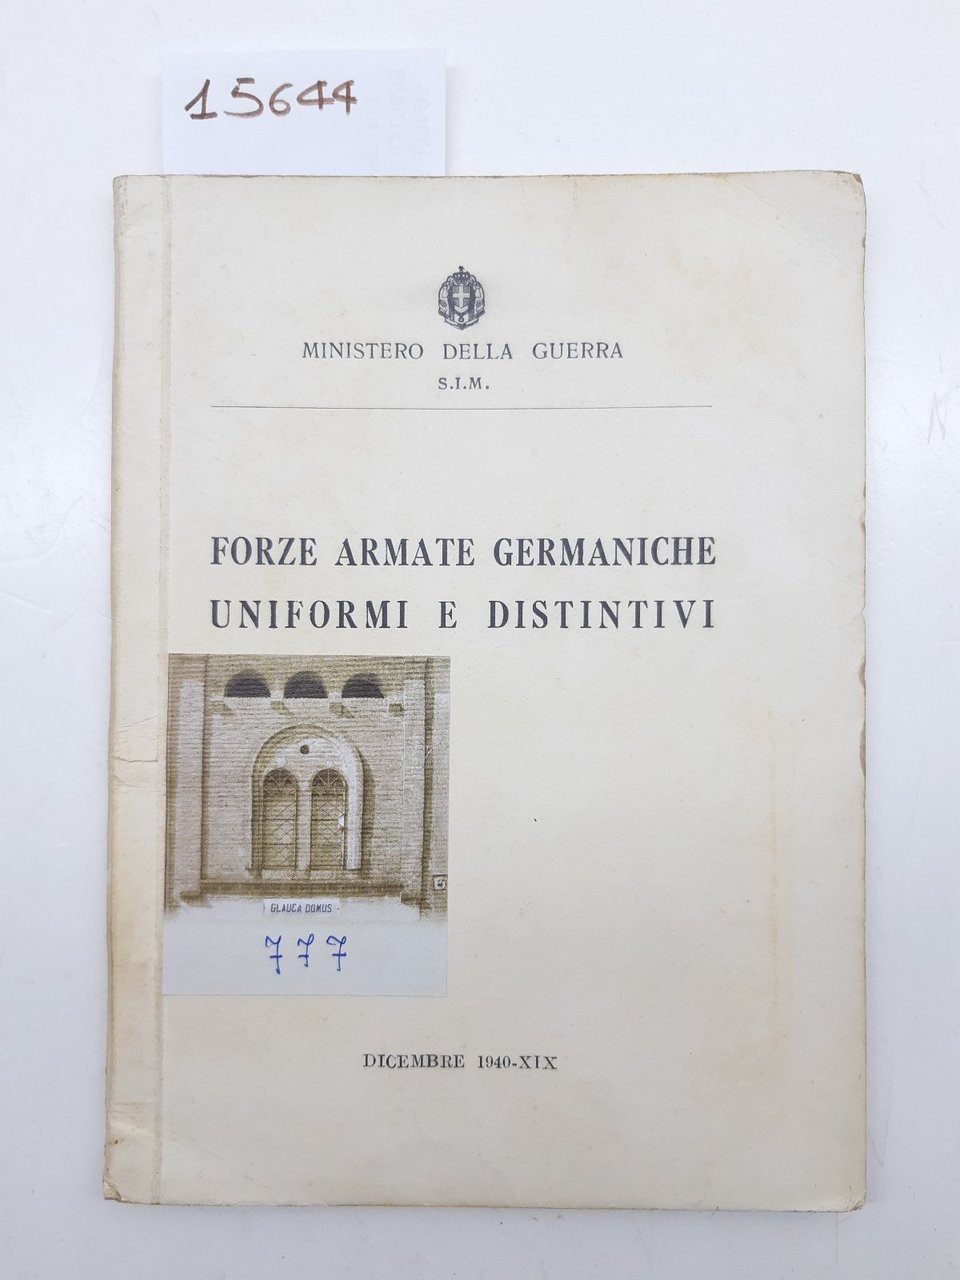 15644
MINISTERO DELLA GUERRA
S.I.M.
FORZE ARMATE GERMANICHE
UNIFORMI E DISTINTIVI
GLAUCA DOMUS
777
DICEMBRE 1940-XIX